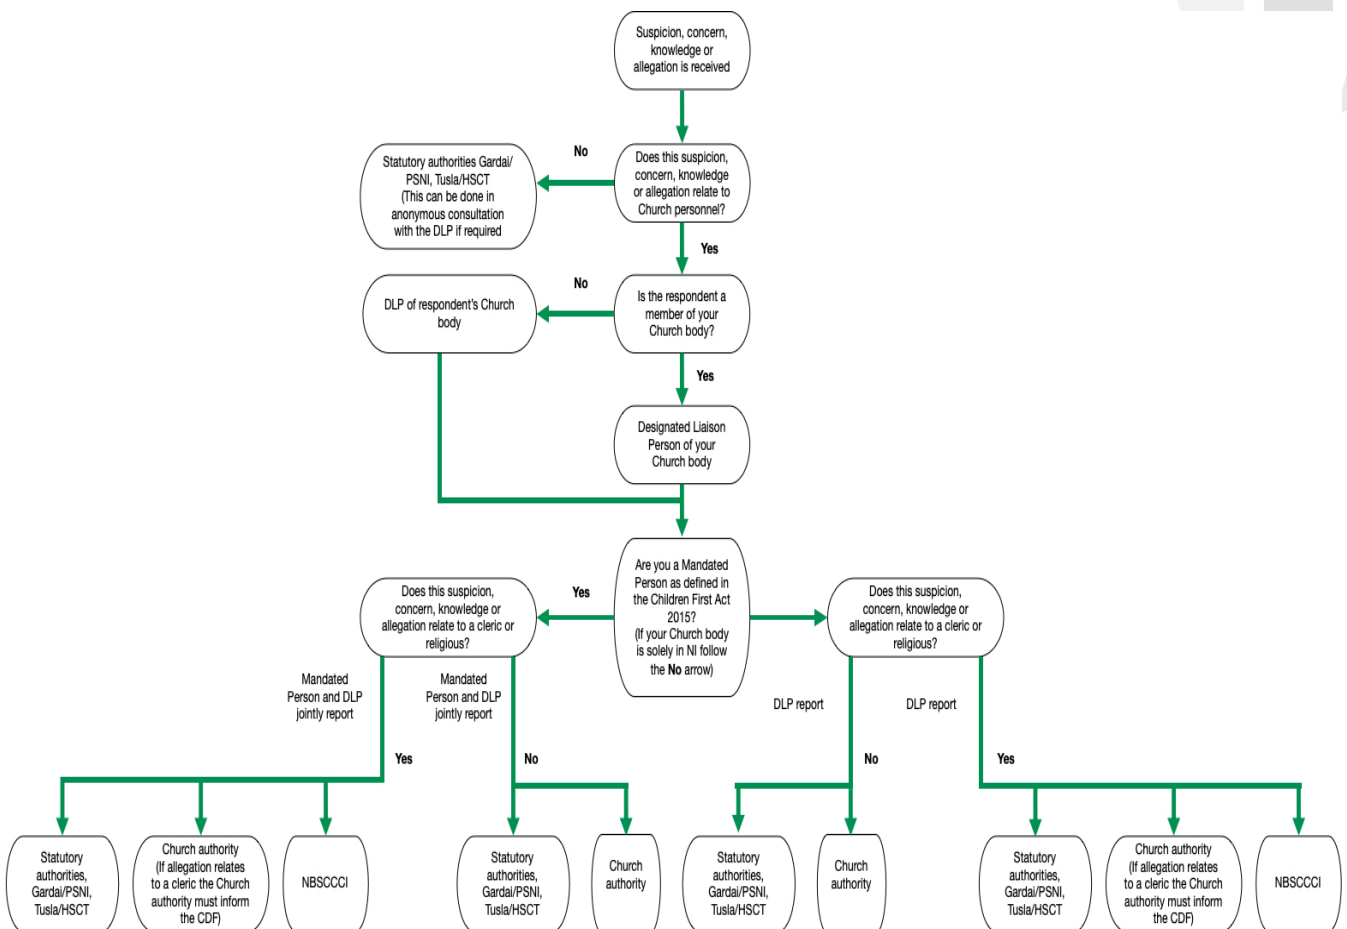 Suspicion, concern,
knowledge or
allegation is received
No
Statutory authorities Gardai/
PSNI, Tusla/HSCT
(This can be done in
anonymous consultation
with the DLP if required
Does this suspicion,
concern, knowledge
or allegation relate to
Church personnel?
Yes
No
DLP of respondent's Church
body
Is the respondent a
member of your
Church body?
Yes
Designated Liaison
Person of your
Church body
Are you a Mandated
Person as defined in
the Children First Act
2015?
(If your Church body
is solely in NI follow
the No arrow)
Yes
Does this suspicion,
concern, knowledge or
allegation relate to a cleric or
religious?
Does this suspicion,
concern, knowledge or
allegation relate to a cleric or
religious?
Mandated
Person and DLP
jointly report
Mandated
Person and DLP
jointly report
DLP report
DLP report
Yes
No
No
Yes
Statutory
authorities,
Gardai/PSNI,
Tusla/HSCT
Church authority
(If allegation relates
to a cleric the Church
authority must inform
the CDF)
NBSCCCI
Statutory
authorities,
Gardai/PSNI,
Tusla/HSCT
Church
authority
Statutory
authorities,
Gardai/PSNI,
Tusla/HSCT
Church
authority
Statutory
authorities,
Gardai/PSNI,
Tusla/HSCT
Church authority
(If allegation relates
to a cleric the Church
authority must inform
the CDF)
NBSCCCI